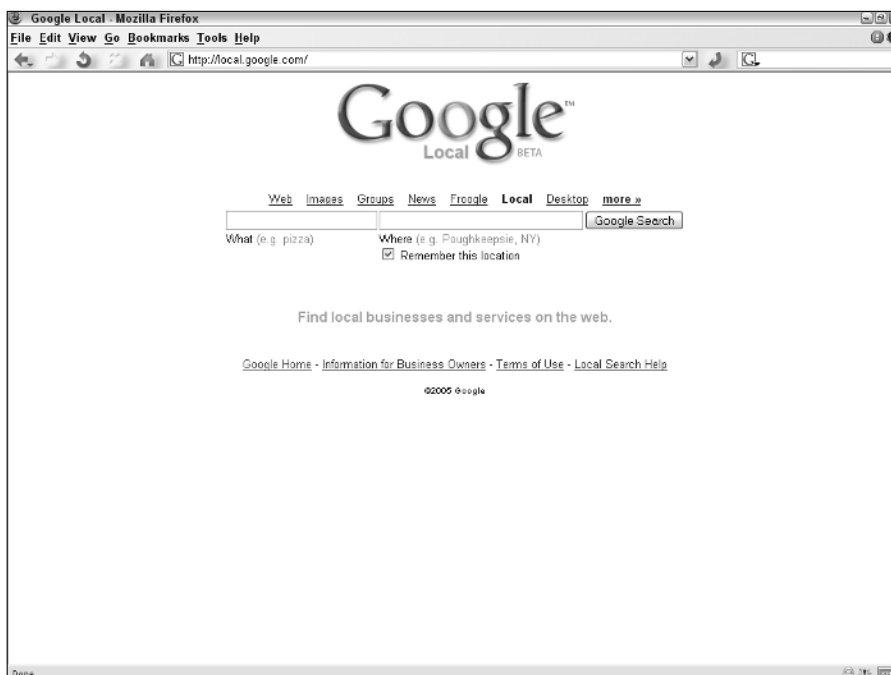 Google Local - Mozilla Firefox
File Edit View Go Bookmarks Tools Help
http://local.google.com/
Google™
Local BETA
Web Images Groups News Froogle Local Desktop more »
Google Search
What (e.g. pizza) Where (e.g. Poughkeepsie, NY)
Remember this location
Find local businesses and services on the web.
Google Home - Information for Business Owners - Terms of Use - Local Search Help
©2005 Google
Done